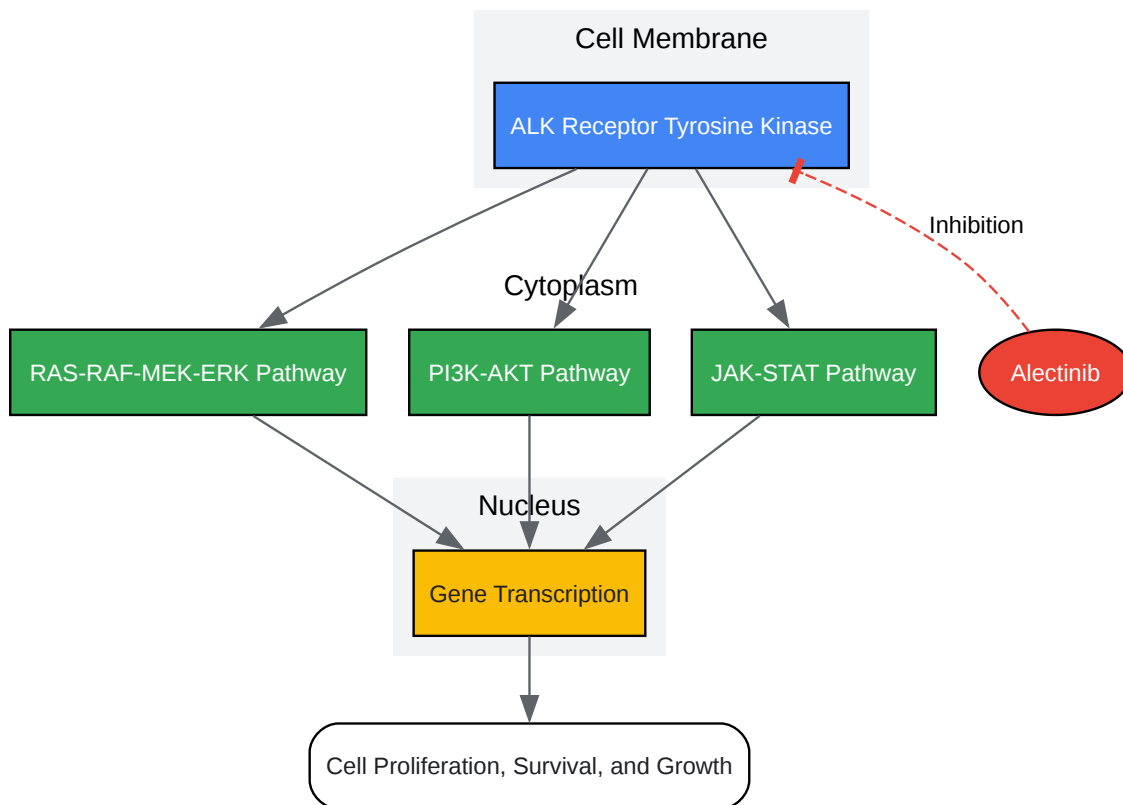 Cell Membrane
ALK Receptor Tyrosine Kinase
Inhibition
Cytoplasm
RAS-RAF-MEK-ERK Pathway
PI3K-AKT Pathway
JAK-STAT Pathway
Alectinib
Nucleus
Gene Transcription
Cell Proliferation, Survival, and Growth